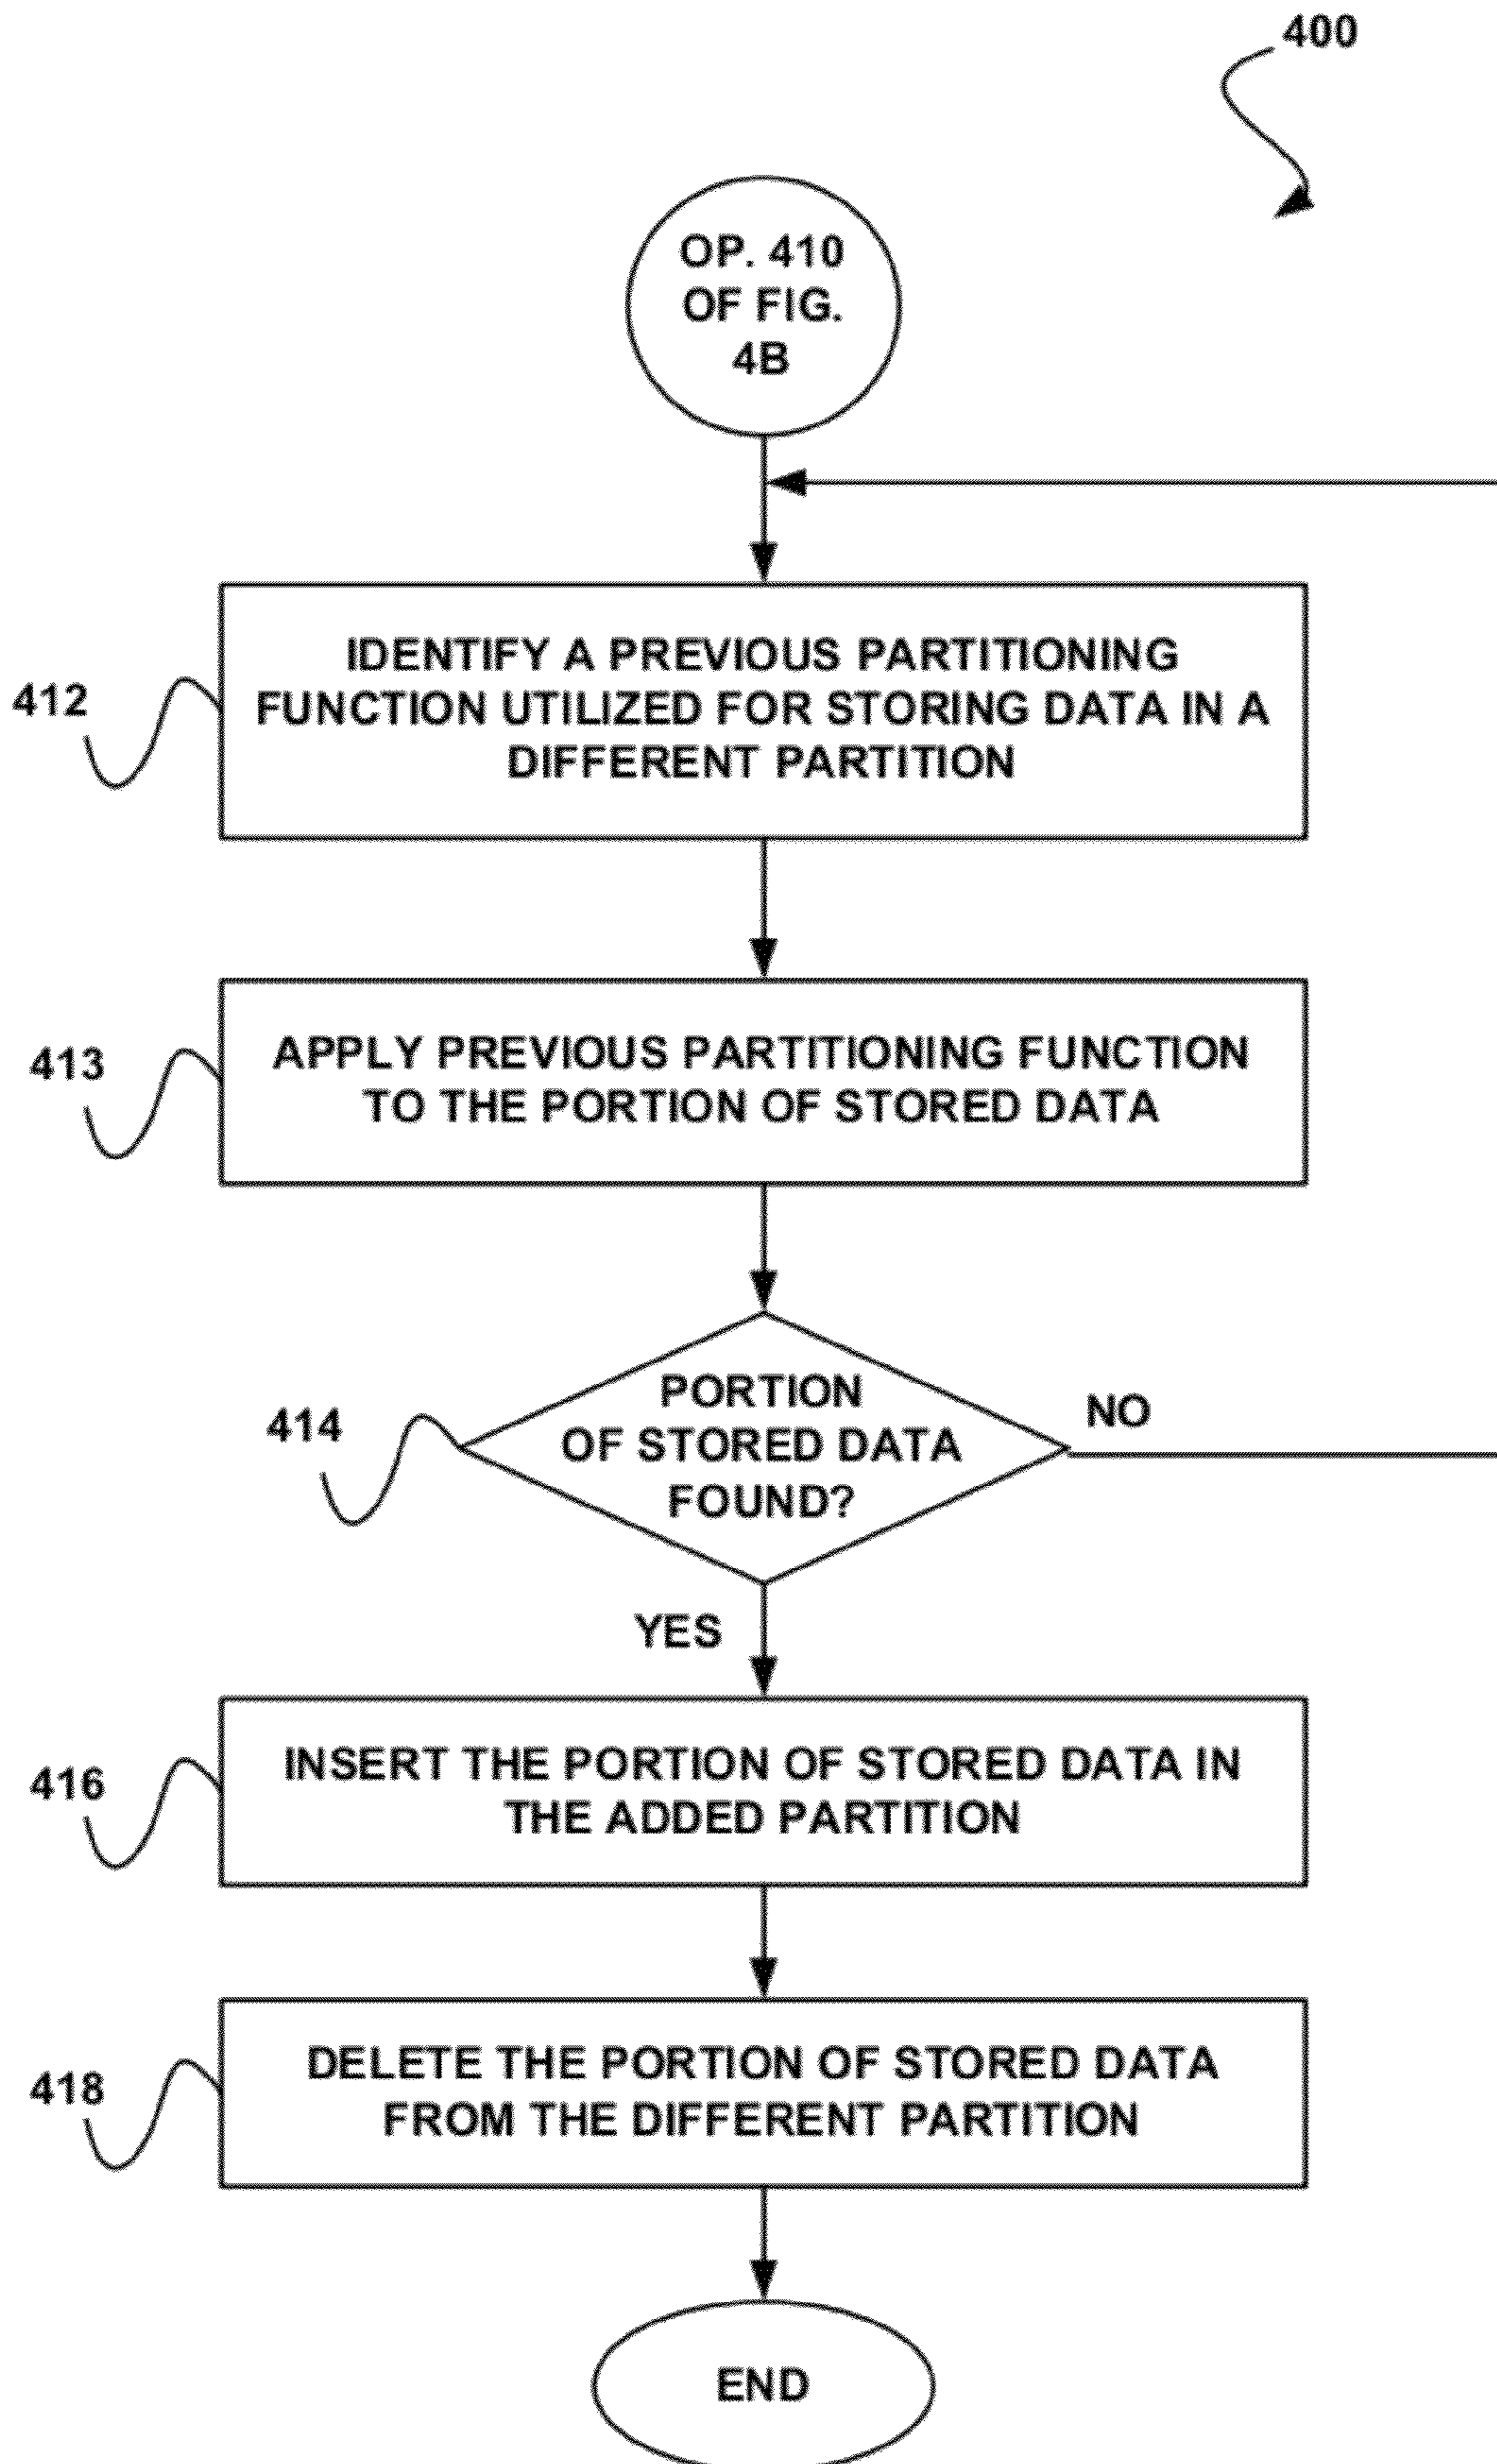 400
OP. 410
OF FIG.
4B
IDENTIFY A PREVIOUS PARTITIONING
FUNCTION UTILIZED FOR STORING DATA IN A
DIFFERENT PARTITION
412
APPLY PREVIOUS PARTITIONING FUNCTION
TO THE PORTION OF STORED DATA
413
PORTION
OF STORED DATA
FOUND?
414
NO
YES
INSERT THE PORTION OF STORED DATA IN
THE ADDED PARTITION
416
DELETE THE PORTION OF STORED DATA
FROM THE DIFFERENT PARTITION
418
END